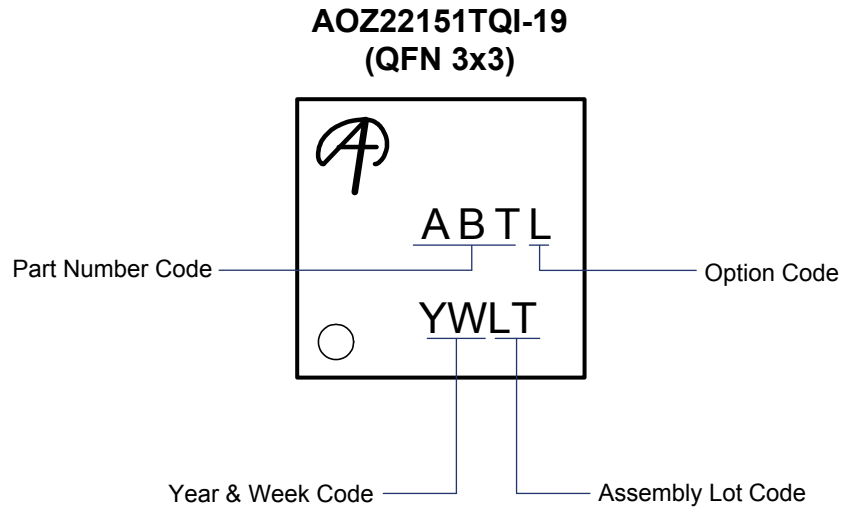 AOZ22151TQI-19
(QFN 3x3)
ABTL
Part Number Code
Option Code
YWLT
Year & Week Code
Assembly Lot Code